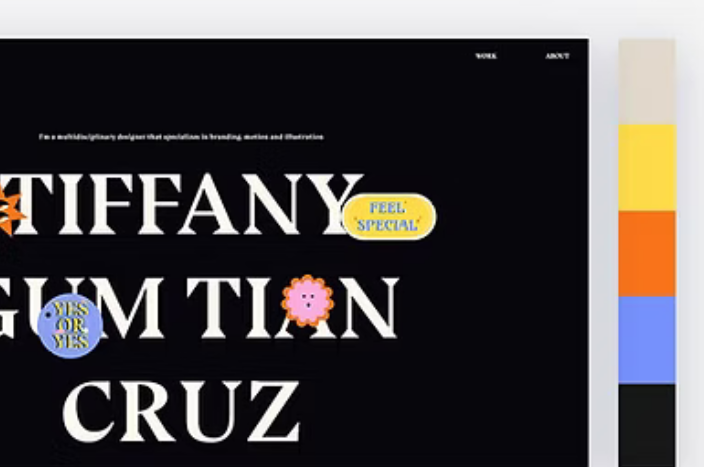 WORK ABOUT
I'm a multidisciplinary designer that specializes in branding, motion and illustration
TIFFANY
FEEL
SPECIAL
GUM TIAN
YES
OR
YES
CRUZ